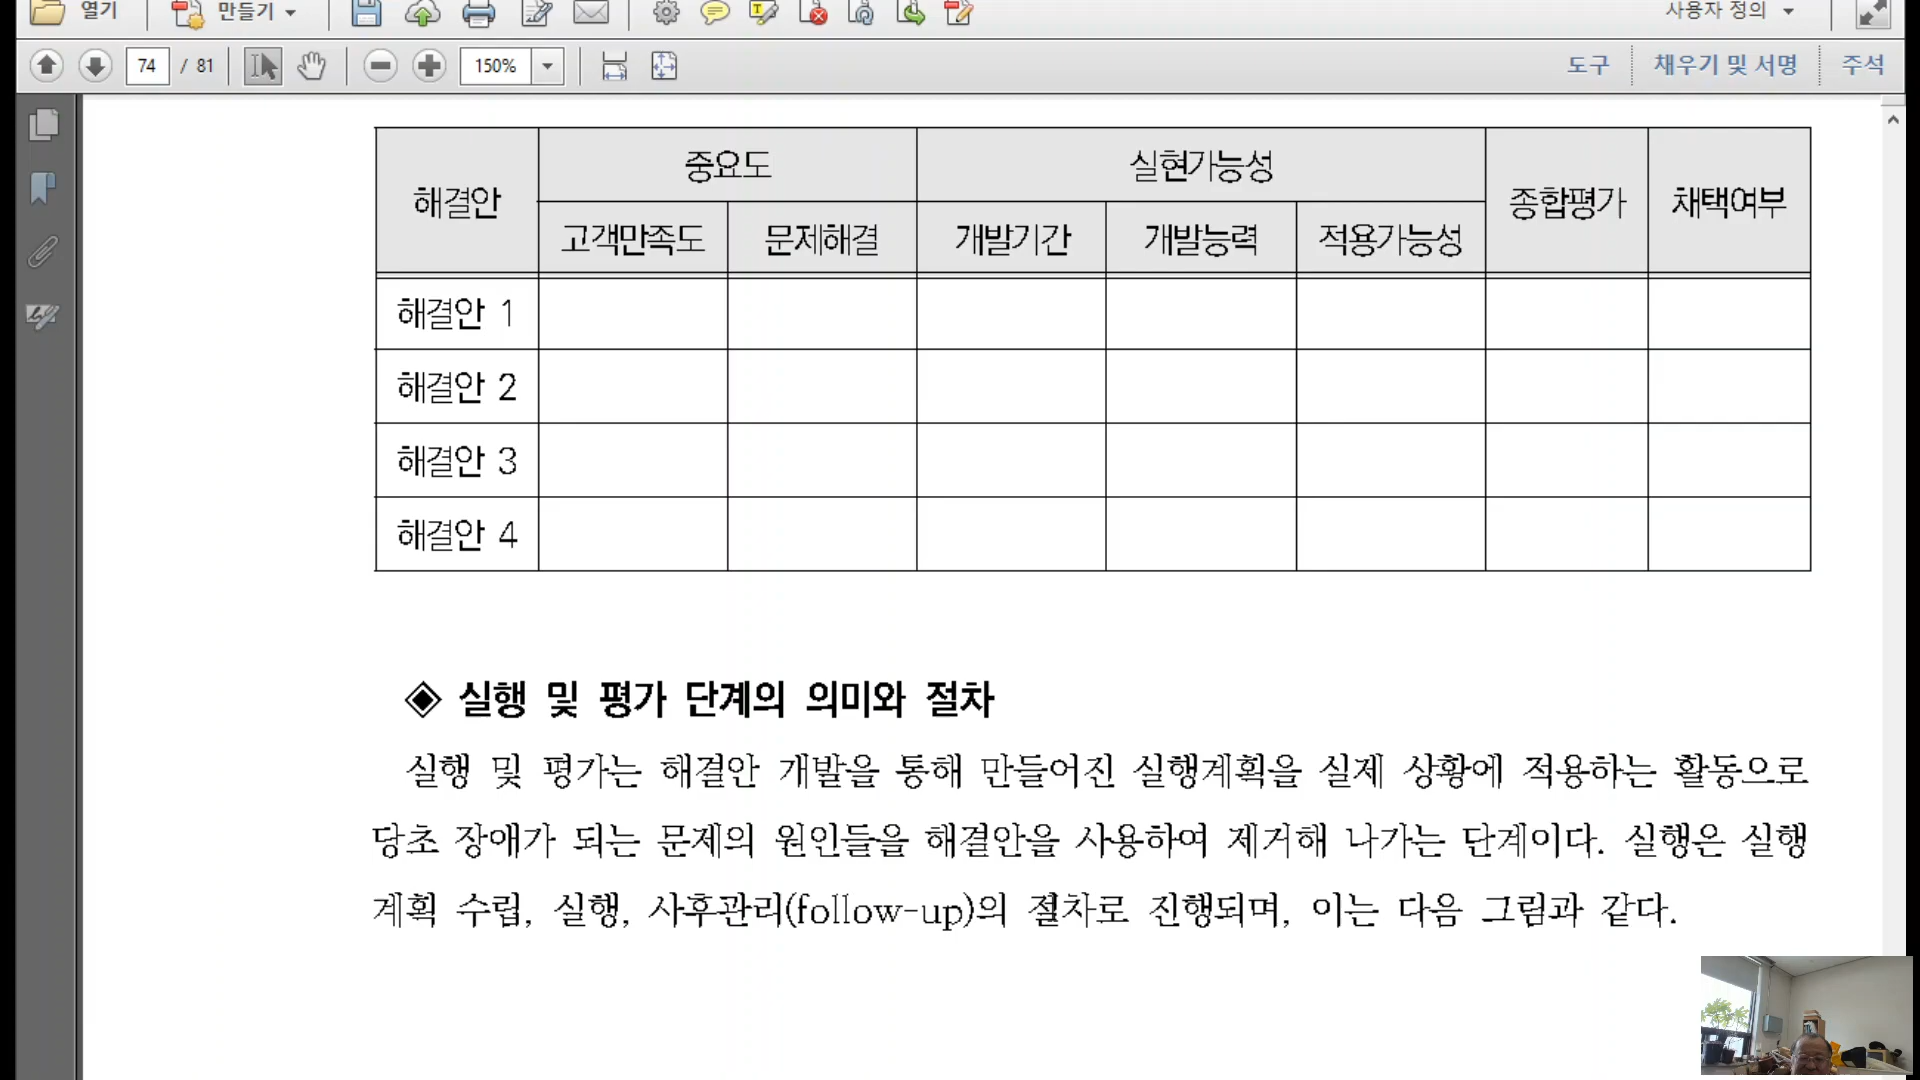 열기 만들기 사용자 정의
74 / 81 150% 도구 채우기 및 서명 주석
해결안 중요도 실현가능성 종합평가 채택여부
고객만족도 문제해결 개발기간 개발능력 적용가능성
해결안 1
해결안 2
해결안 3
해결안 4
◈ 실행 및 평가 단계의 의미와 절차
실행 및 평가는 해결안 개발을 통해 만들어진 실행계획을 실제 상황에 적용하는 활동으로
당초 장애가 되는 문제의 원인들을 해결안을 사용하여 제거해 나가는 단계이다. 실행은 실행
계획 수립, 실행, 사후관리(follow-up)의 절차로 진행되며, 이는 다음 그림과 같다.